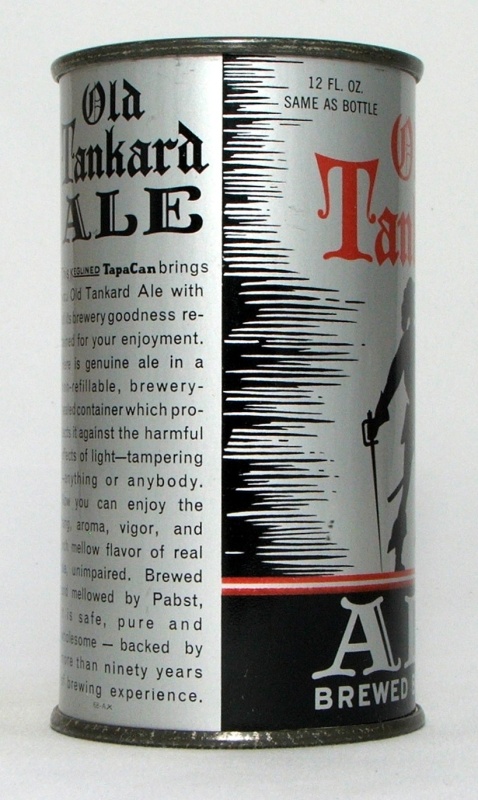 Old
Tankard
ALE
KEGLINED TapaCan brings
Old Tankard Ale with
brewery goodness re-
for your enjoyment.
is genuine ale in a
-refillable, brewery-
container which pro-
it against the harmful
of light—tampering
anything or anybody.
you can enjoy the
aroma, vigor, and
mellow flavor of real
unimpaired. Brewed
mellowed by Pabst,
is safe, pure and
— backed by
than ninety years
brewing experience.
12 FL. OZ.
SAME AS BOTTLE
O
Tan
A
BREWED